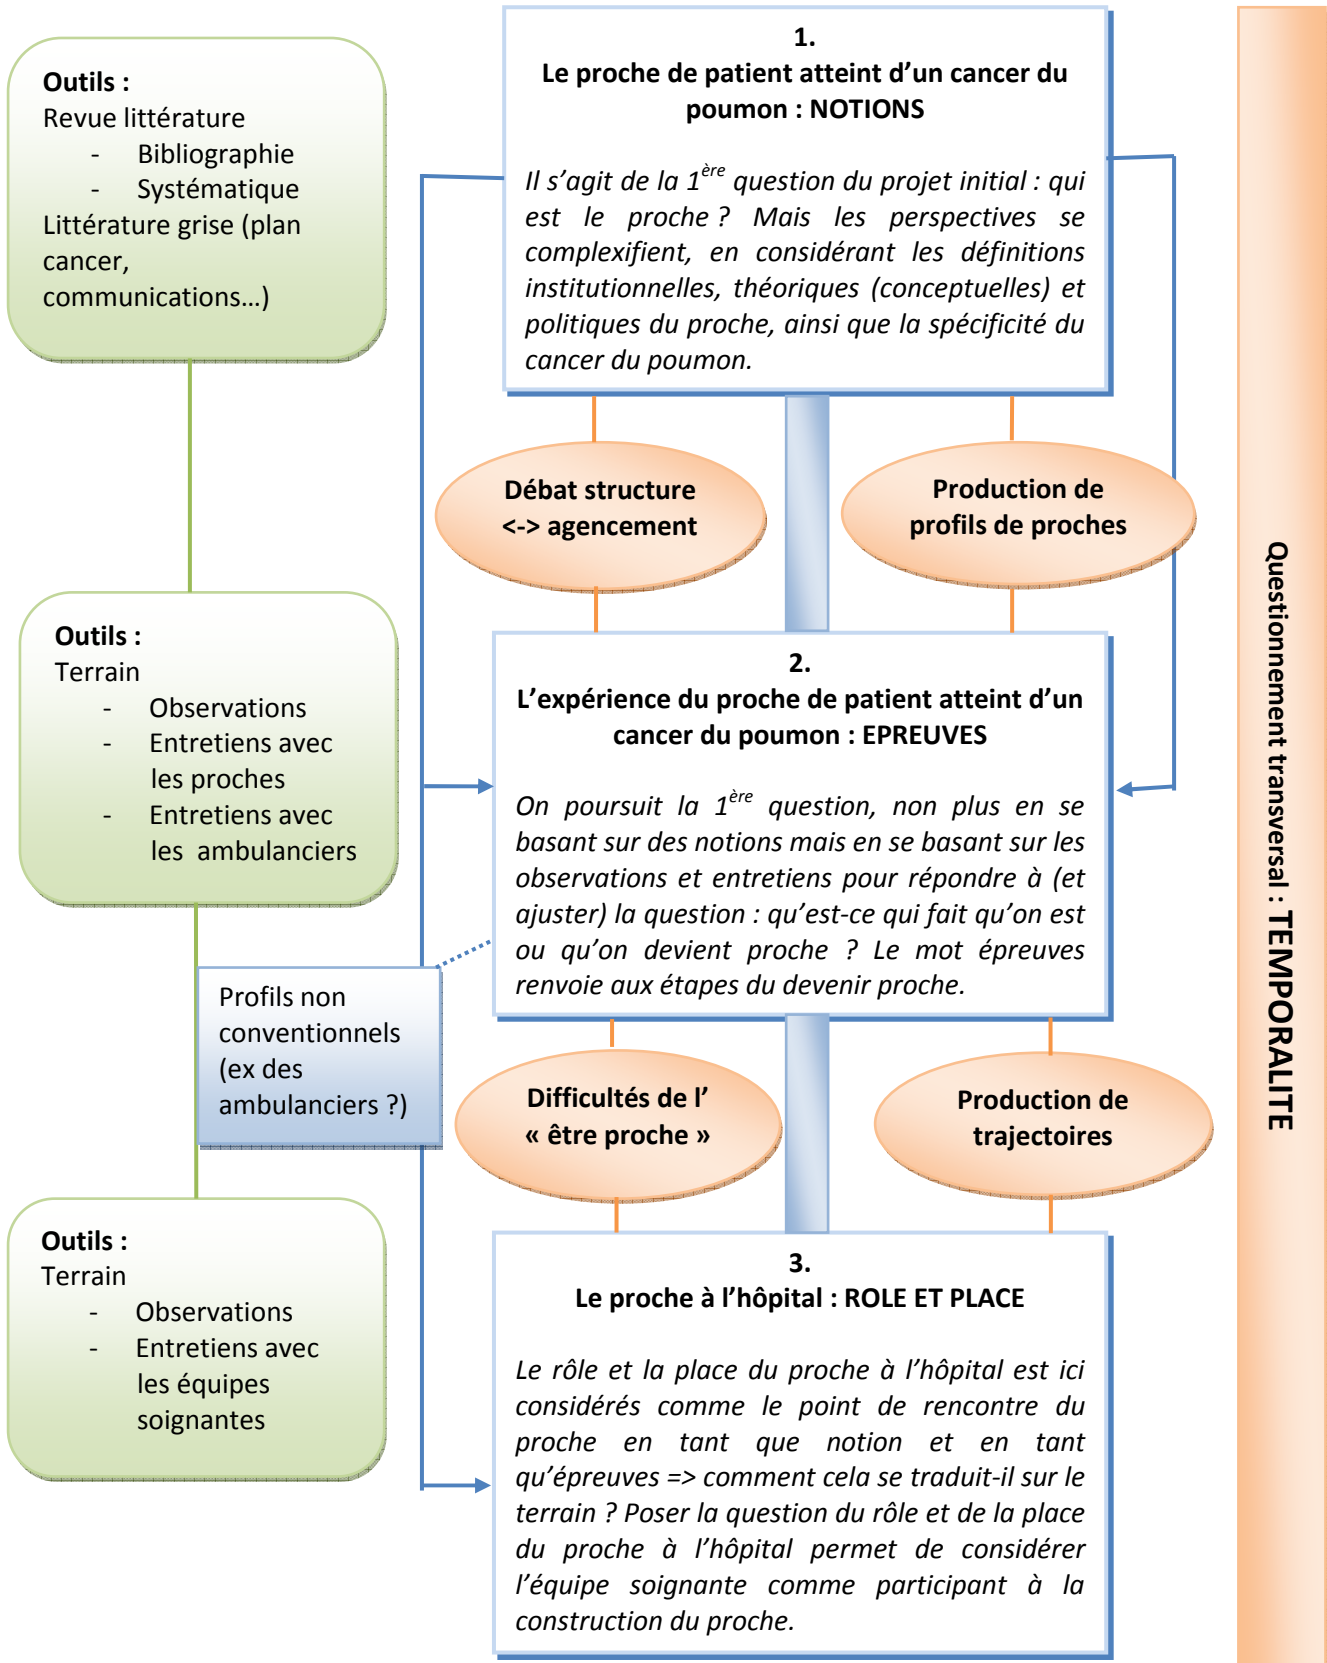 Outils :
Revue littérature
- Bibliographie
- Systématique
Littérature grise (plan
cancer,
communications…)
1.
Le proche de patient atteint d’un cancer du
poumon : NOTIONS
Il s’agit de la 1ère question du projet initial : qui
est le proche ? Mais les perspectives se
complexifient, en considérant les définitions
institutionnelles, théoriques (conceptuelles) et
politiques du proche, ainsi que la spécificité du
cancer du poumon.
Débat structure
<-> agencement
Production de
profils de proches
Outils :
Terrain
- Observations
- Entretiens avec
les proches
- Entretiens avec
les ambulanciers
2.
L’expérience du proche de patient atteint d’un
cancer du poumon : EPREUVES
On poursuit la 1ère question, non plus en se
basant sur des notions mais en se basant sur les
observations et entretiens pour répondre à (et
ajuster) la question : qu’est-ce qui fait qu’on est
ou qu’on devient proche ? Le mot épreuves
renvoie aux étapes du devenir proche.
Profils non
conventionnels
(ex des
ambulanciers ?)
Difficultés de l’
« être proche »
Production de
trajectoires
Outils :
Terrain
- Observations
- Entretiens avec
les équipes
soignantes
3.
Le proche à l’hôpital : ROLE ET PLACE
Le rôle et la place du proche à l’hôpital est ici
considérés comme le point de rencontre du
proche en tant que notion et en tant
qu’épreuves => comment cela se traduit-il sur le
terrain ? Poser la question du rôle et de la place
du proche à l’hôpital permet de considérer
l’équipe soignante comme participant à la
construction du proche.
Questionnement transversal : TEMPORALITE